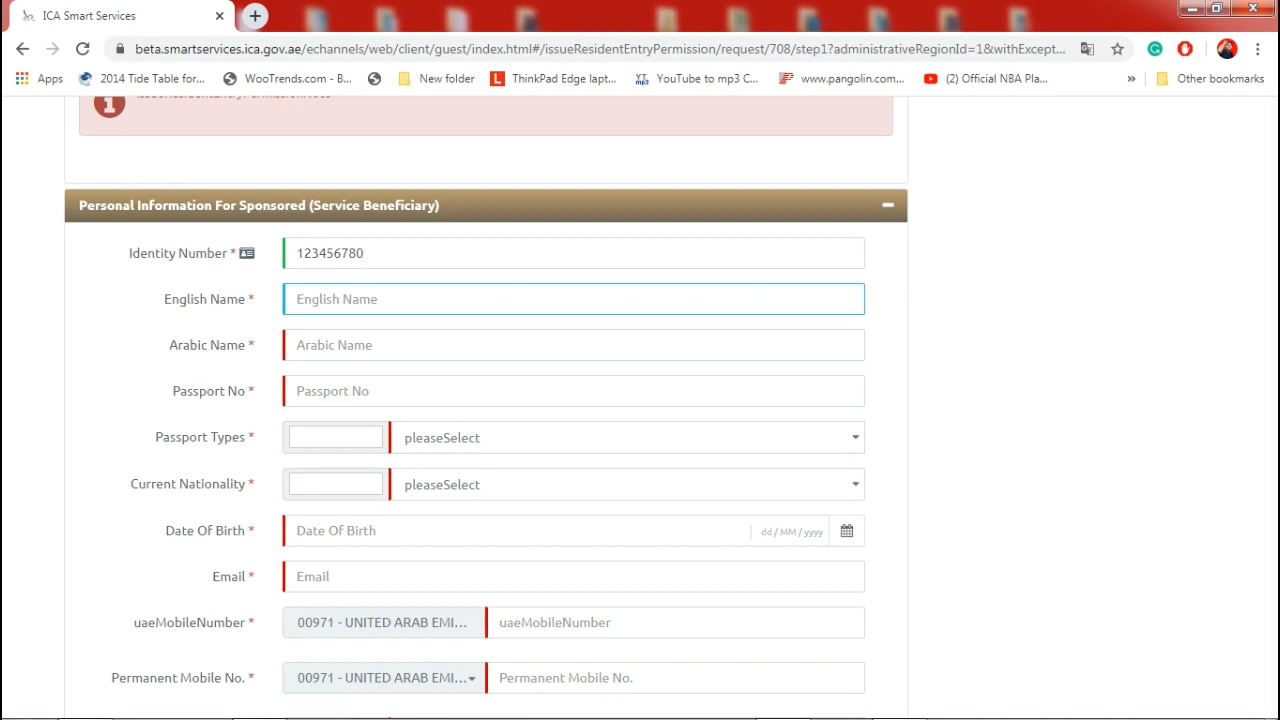 ICA Smart Services
beta.smartservices.ica.gov.ae/echannels/web/client/guest/index.html#/issueResidentEntryPermission/request/708/step1?administrativeRegionId=1&withExcept...
Apps 2014 Tide Table for... WooTrends.com - B... New folder ThinkPad Edge lapt... YouTube to mp3 C... www.pangolin.com... (2) Official NBA Pla... » Other bookmarks
Personal Information For Sponsored (Service Beneficiary)
Identity Number * 123456780
English Name * English Name
Arabic Name * Arabic Name
Passport No * Passport No
Passport Types * pleaseSelect
Current Nationality * pleaseSelect
Date Of Birth * Date Of Birth dd / MM / yyyy
Email * Email
uaeMobileNumber * 00971 - UNITED ARAB EMI... uaeMobileNumber
Permanent Mobile No. * 00971 - UNITED ARAB EMI... Permanent Mobile No.